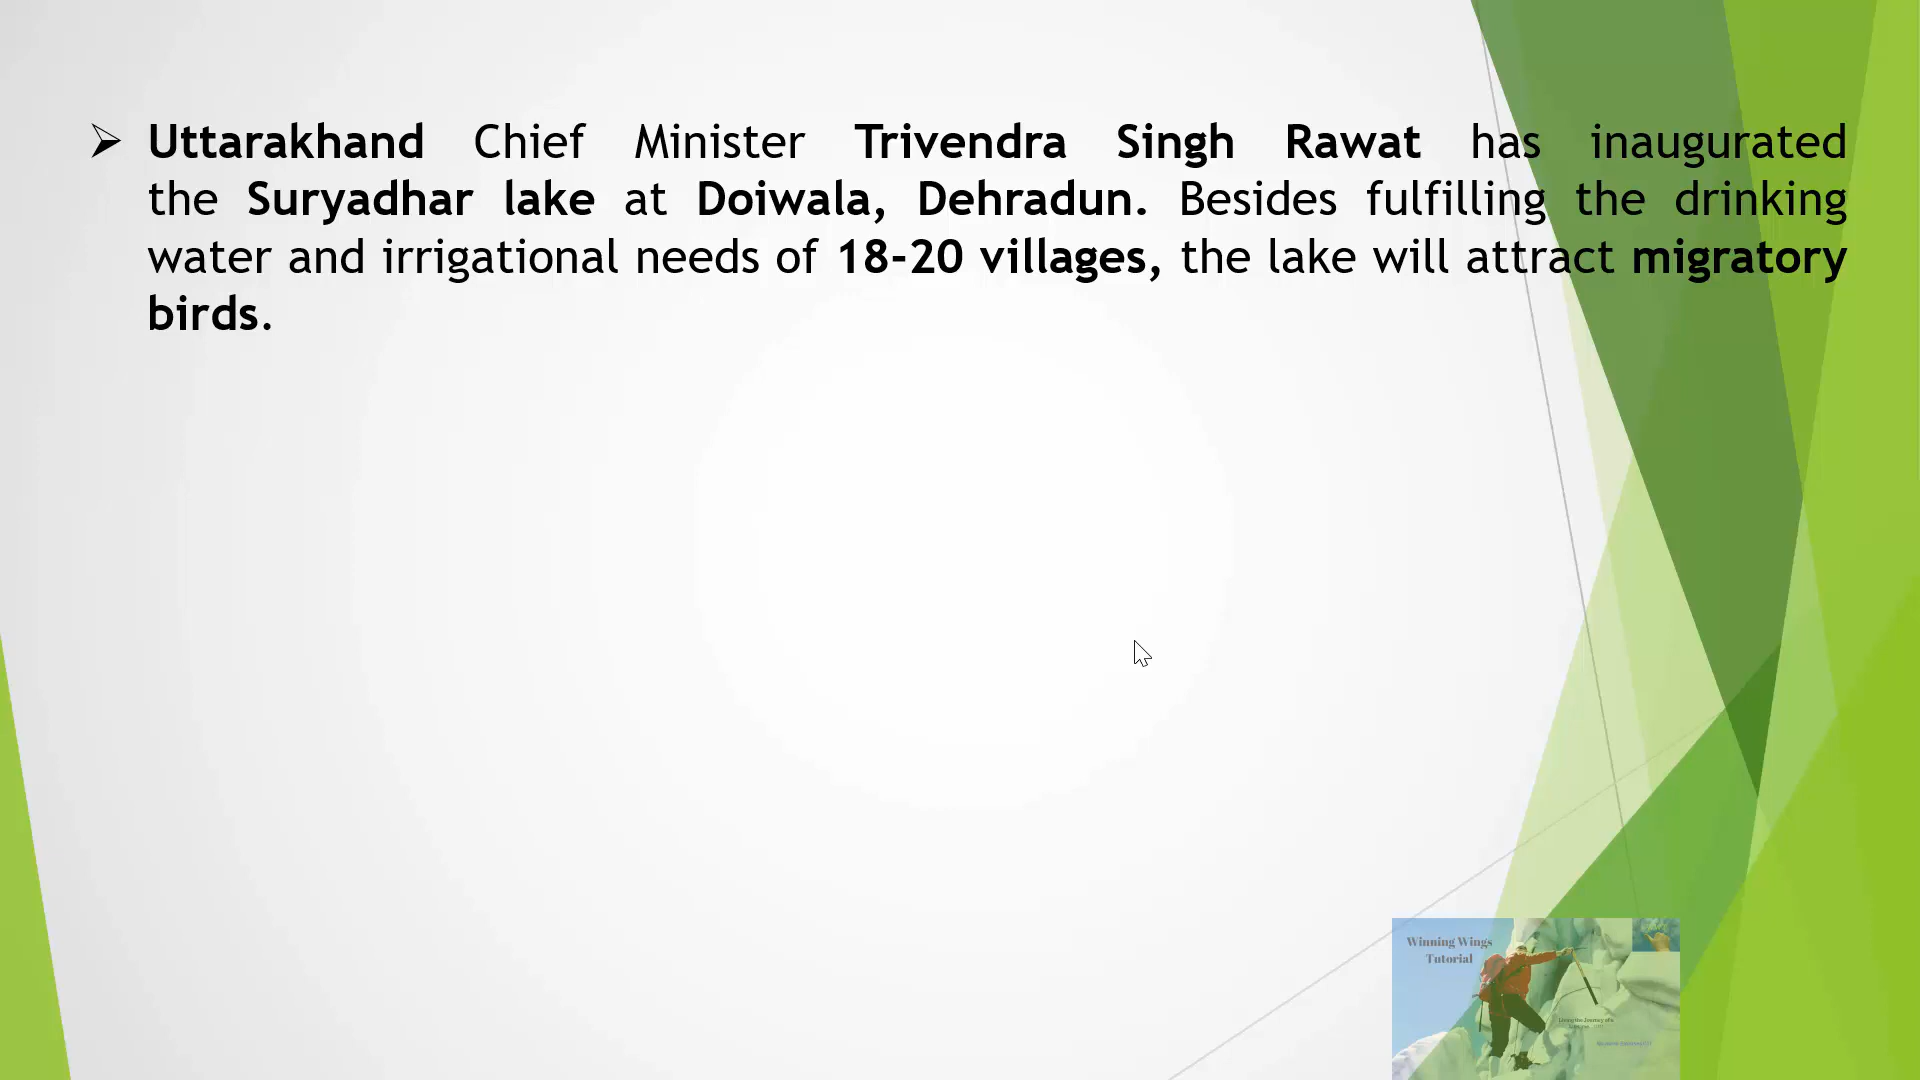 Uttarakhand Chief Minister Trivendra Singh Rawat has inaugurated
the Suryadhar lake at Doiwala, Dehradun. Besides fulfilling the drinking
water and irrigational needs of 18-20 villages, the lake will attract migratory
birds.
Winning Wings
Tutorial